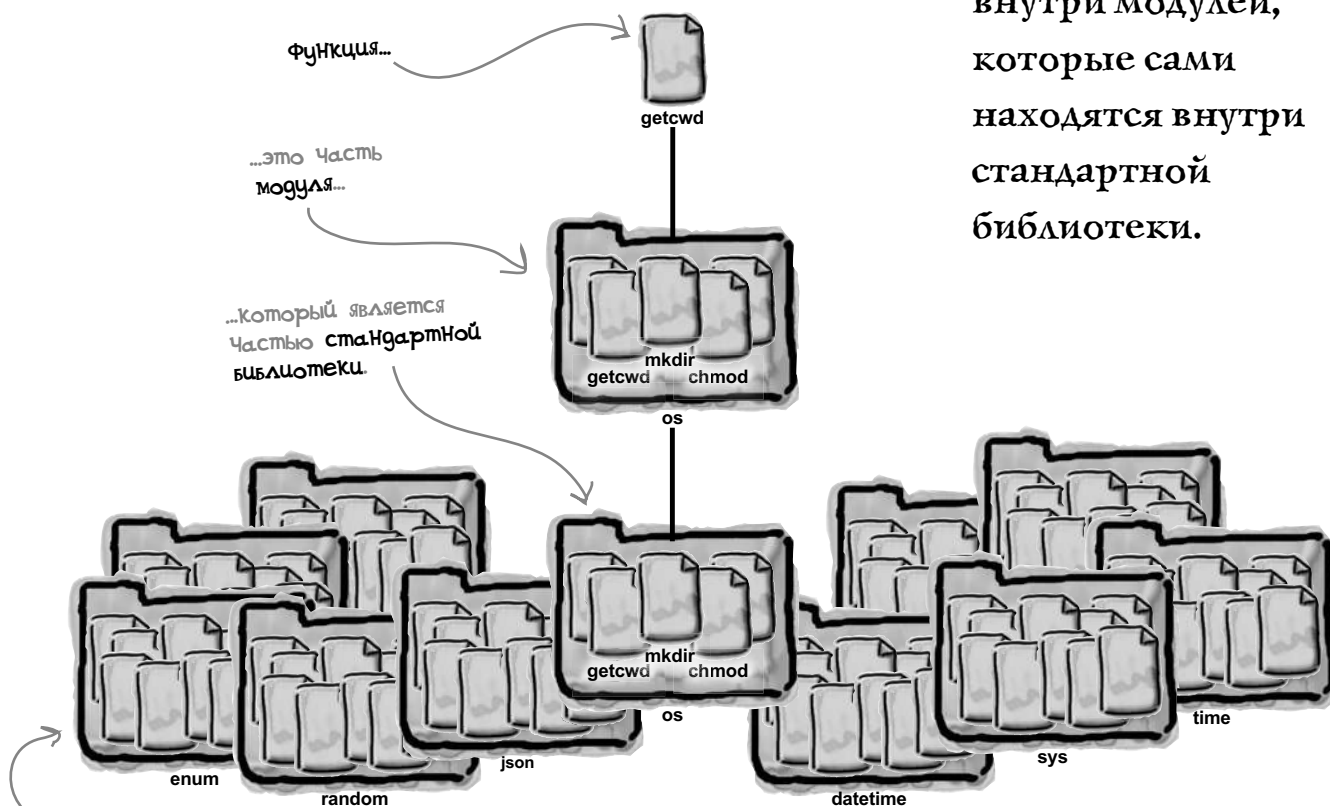 внутри модулей,
которые сами
находятся внутри
стандартной
библиотеки.
функция...
getcwd
...это часть
модуля...
mkdir
getcwd chmod
os
...который является
частью стандартной
библиотеки.
mkdir
getcwd chmod
os
time
sys
json
enum
random
datetime